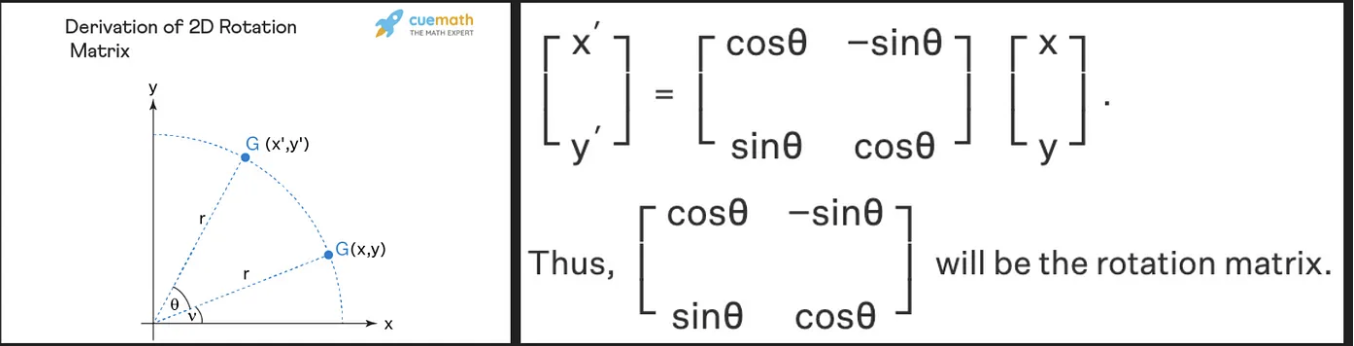 Derivation of 2D Rotation
Matrix
cuemath
THE MATH EXPERT
y
G (x',y')
r
G(x,y)
r
θ
ν
x
[x′ y′] = [cosθ −sinθ
sinθ cosθ] [x y] .
Thus, [cosθ −sinθ
sinθ cosθ] will be the rotation matrix.